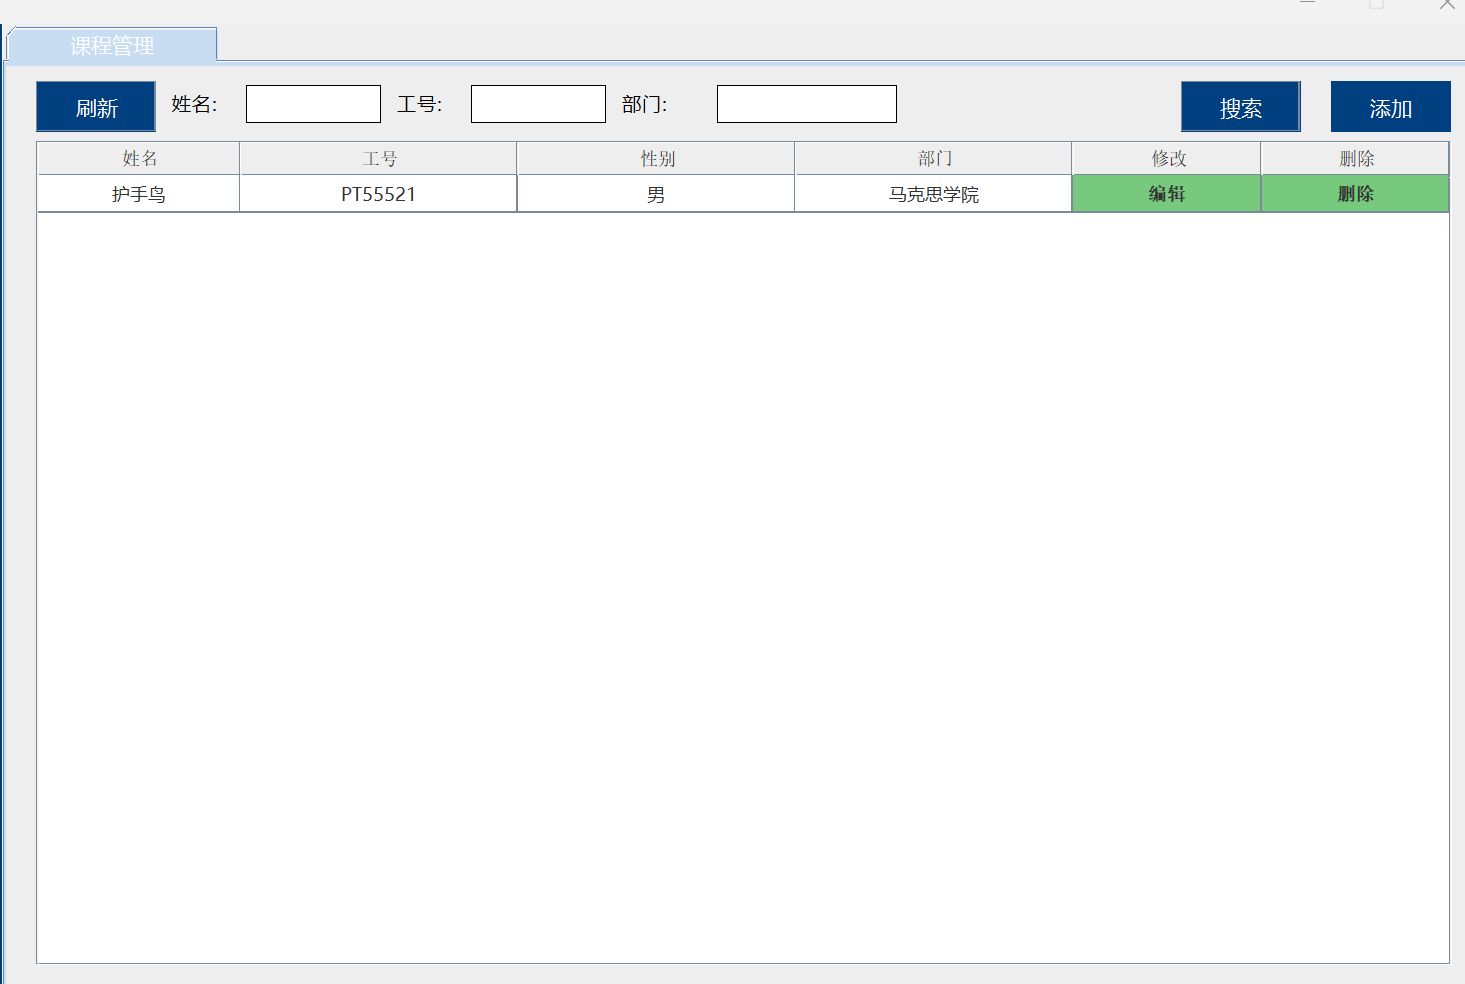 课程管理
刷新 姓名: 工号: 部门: 搜索 添加
姓名 工号 性别 部门 修改 删除
护手鸟 PT55521 男 马克思学院 编辑 删除